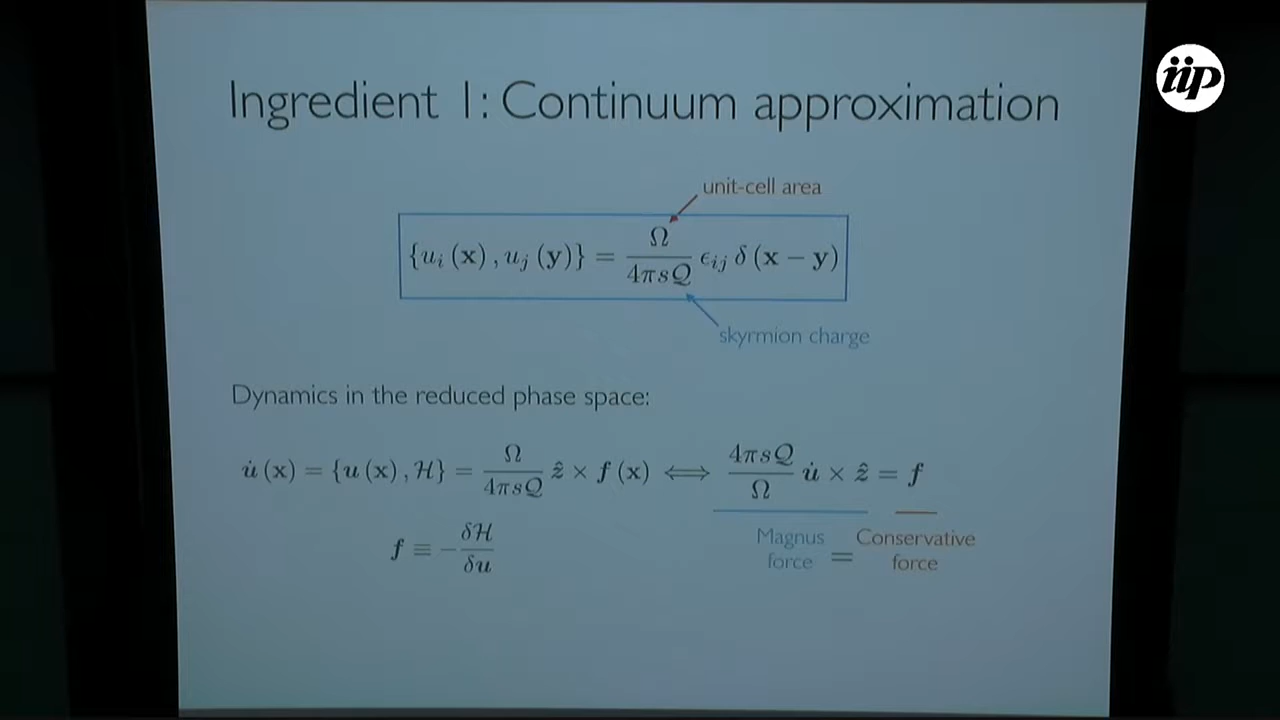 iip
Ingredient 1: Continuum approximation
unit-cell area
{u_i (x), u_j (y)} = Ω / 4πsQ ϵ_ij δ (x − y)
skyrmion charge
Dynamics in the reduced phase space:
u̇ (x) = {u (x), ℋ} = Ω / 4πsQ ẑ × f (x) ⟺ 4πsQ / Ω u̇ × ẑ = f
Magnus force = Conservative force
f ≡ − δℋ / δu